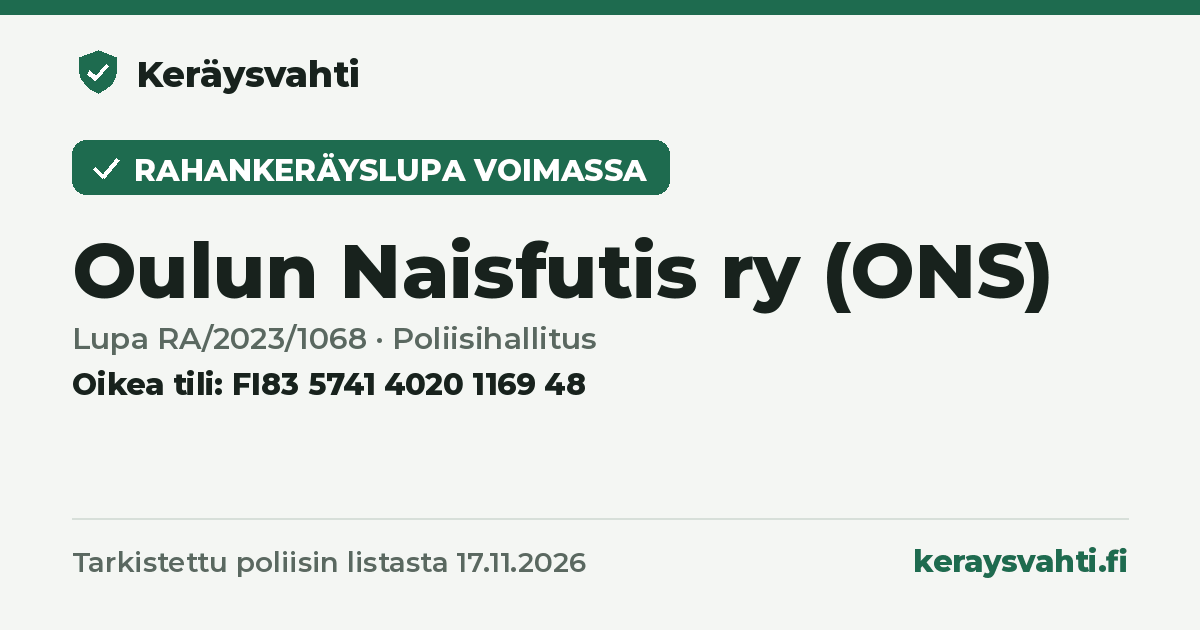 Keräysvahti
RAHANKERÄYSLUPA VOIMASSA
Oulun Naisfutis ry (ONS)
Lupa RA/2023/1068 · Poliisihallitus
Oikea tili: FI83 5741 4020 1169 48
Tarkistettu poliisin listasta 17.11.2026
keraysvahti.fi